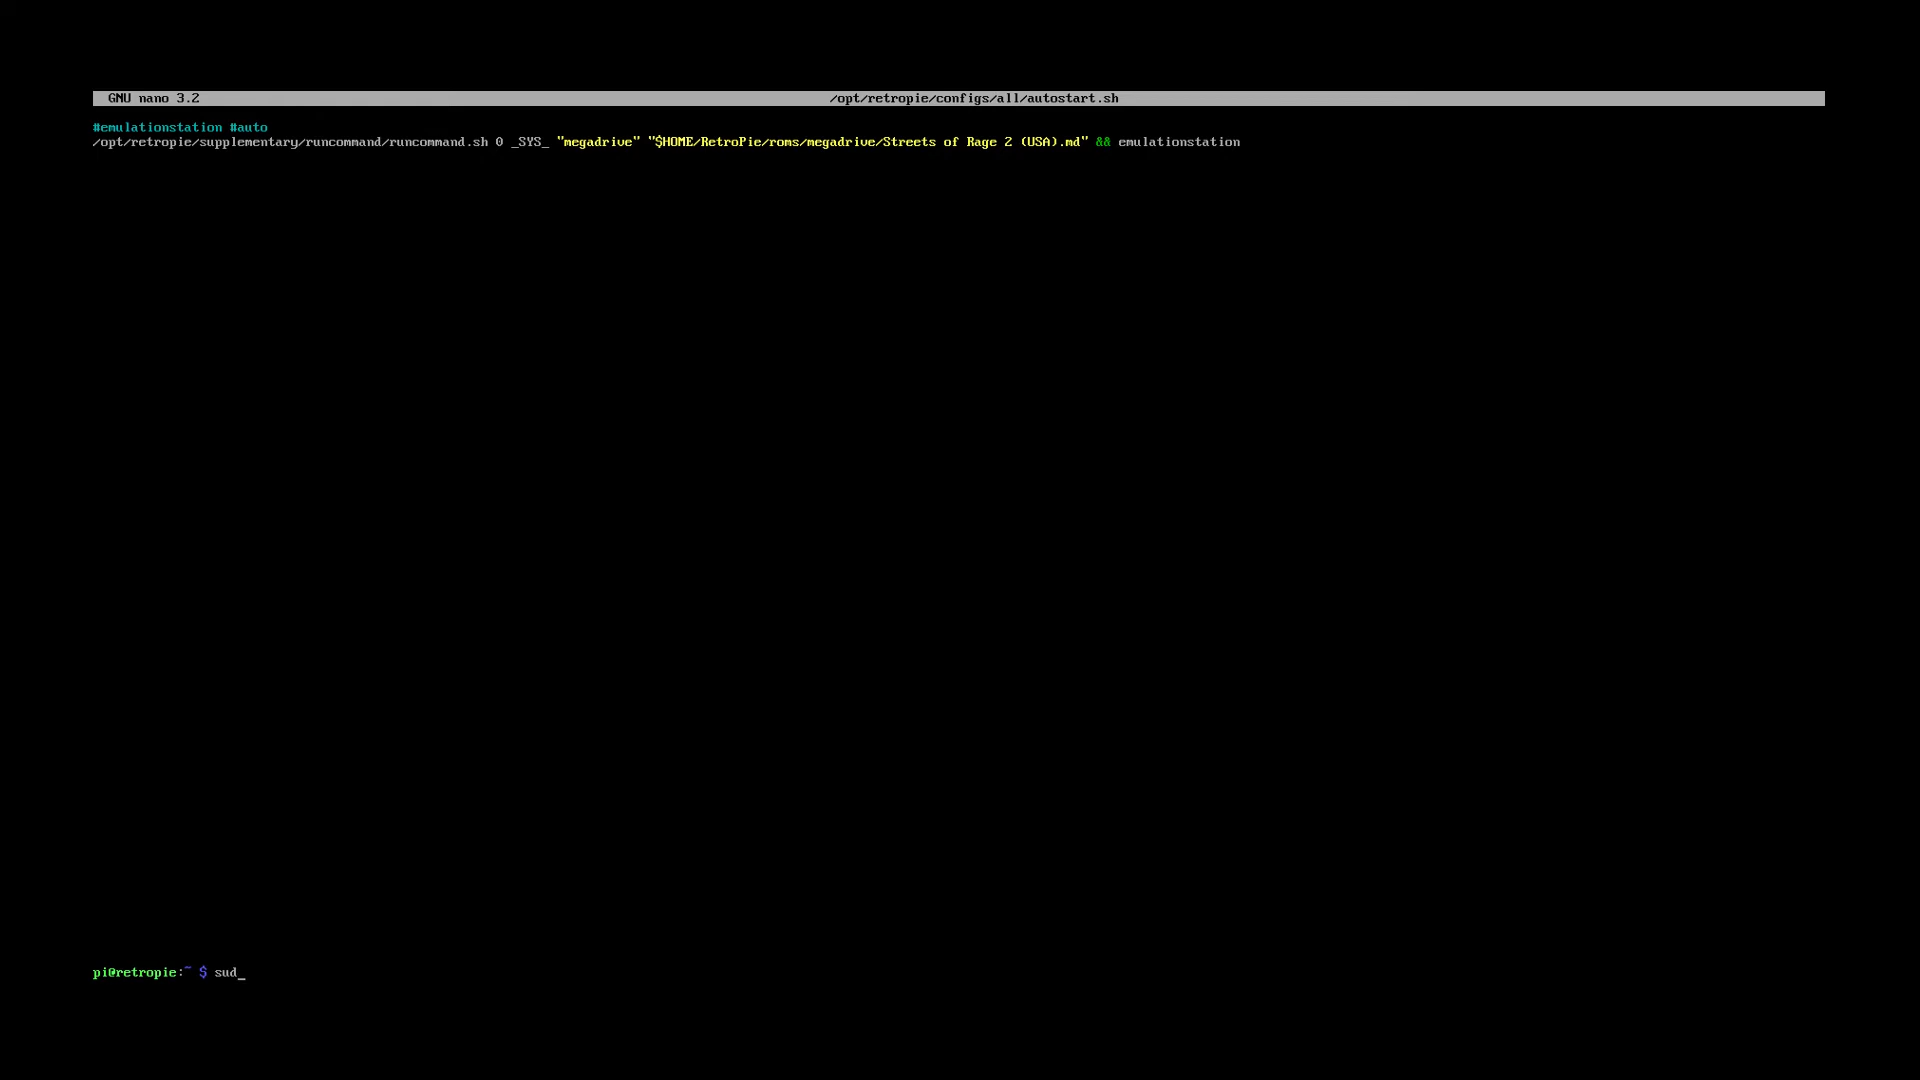 GNU nano 3.2 /opt/retropie/configs/all/autostart.sh
#emulationstation #auto
/opt/retropie/supplementary/runcommand/runcommand.sh 0 _SYS_ "megadrive" "$HOME/RetroPie/roms/megadrive/Streets of Rage 2 (USA).md" && emulationstation
pi@retropie:~ $ sud_